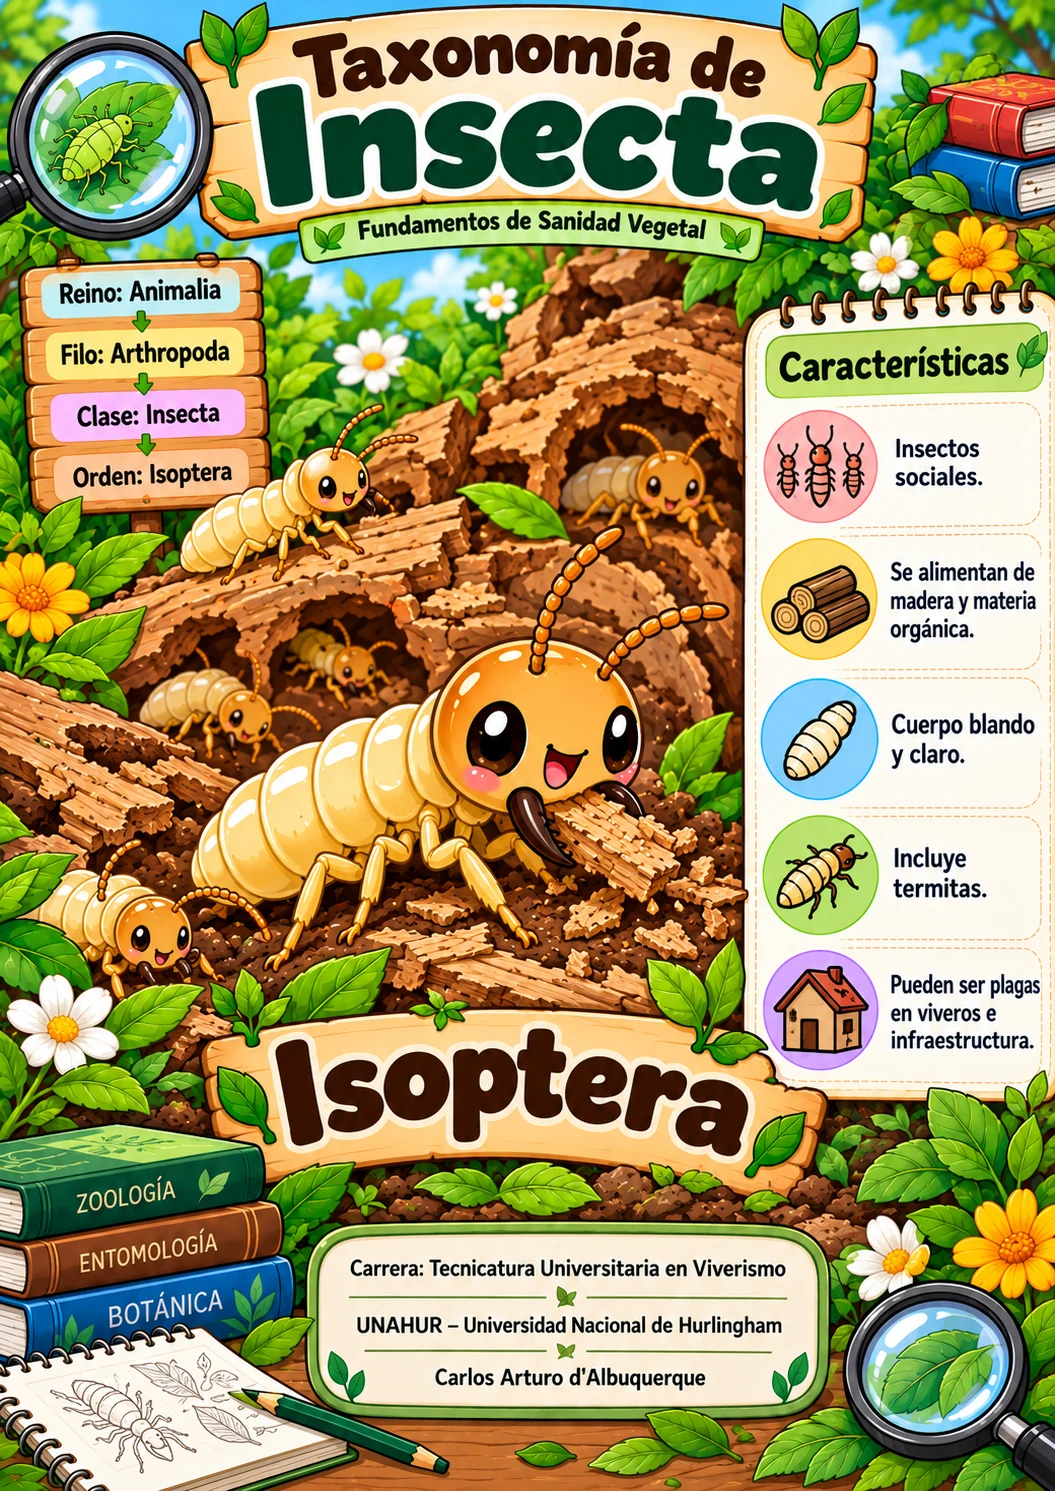 Taxonomía de
Insecta
Fundamentos de Sanidad Vegetal
Reino: Animalia
Filo: Arthropoda
Clase: Insecta
Orden: Isoptera
Características
Insectos
sociales.
Se alimentan de
madera y materia
orgánica.
Cuerpo blando
y claro.
Incluye
termitas.
Pueden ser plagas
en viveros e
infraestructura.
Isoptera
ZOOLOGÍA
ENTOMOLOGÍA
BOTÁNICA
Carrera: Tecnicatura Universitaria en Viverismo
UNAHUR – Universidad Nacional de Hurlingham
Carlos Arturo d'Albuquerque